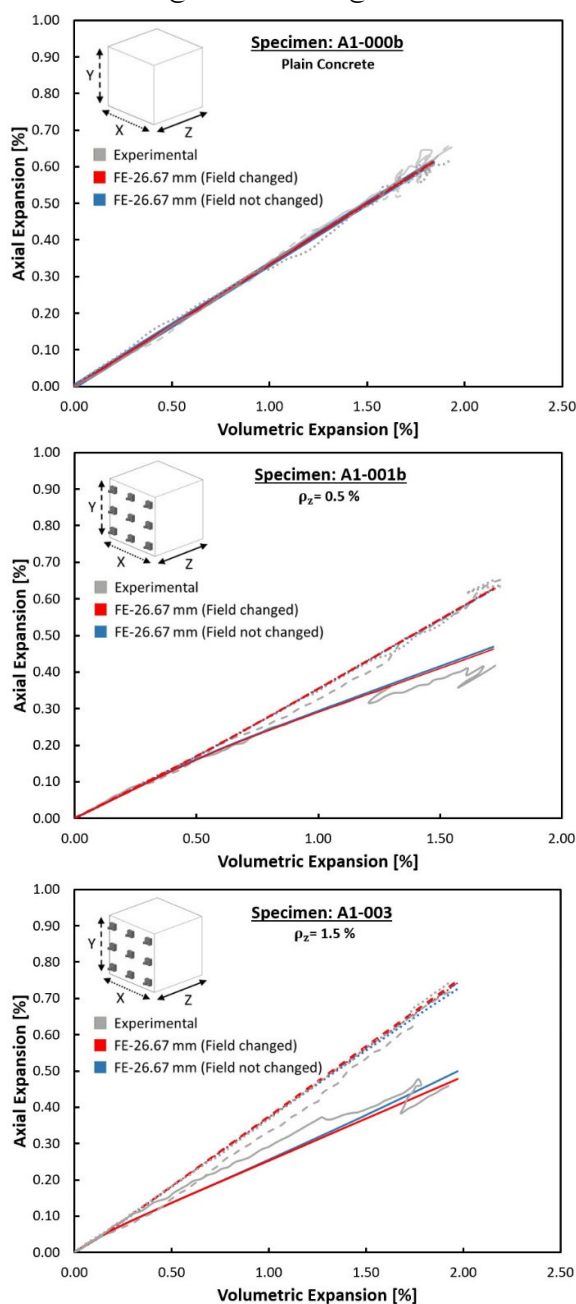 Specimen: A1-000b
Plain Concrete
Y
X
Z
Experimental
FE-26.67 mm (Field changed)
FE-26.67 mm (Field not changed)
Axial Expansion [%]
1.00
0.90
0.80
0.70
0.60
0.50
0.40
0.30
0.20
0.10
0.00
0.00 0.50 1.00 1.50 2.00 2.50
Volumetric Expansion [%]
Specimen: A1-001b
ρz= 0.5 %
Y
X
Z
Experimental
FE-26.67 mm (Field changed)
FE-26.67 mm (Field not changed)
Axial Expansion [%]
1.00
0.90
0.80
0.70
0.60
0.50
0.40
0.30
0.20
0.10
0.00
0.00 0.50 1.00 1.50 2.00
Volumetric Expansion [%]
Specimen: A1-003
ρz= 1.5 %
Y
X
Z
Experimental
FE-26.67 mm (Field changed)
FE-26.67 mm (Field not changed)
Axial Expansion [%]
1.00
0.90
0.80
0.70
0.60
0.50
0.40
0.30
0.20
0.10
0.00
0.00 0.50 1.00 1.50 2.00 2.50
Volumetric Expansion [%]